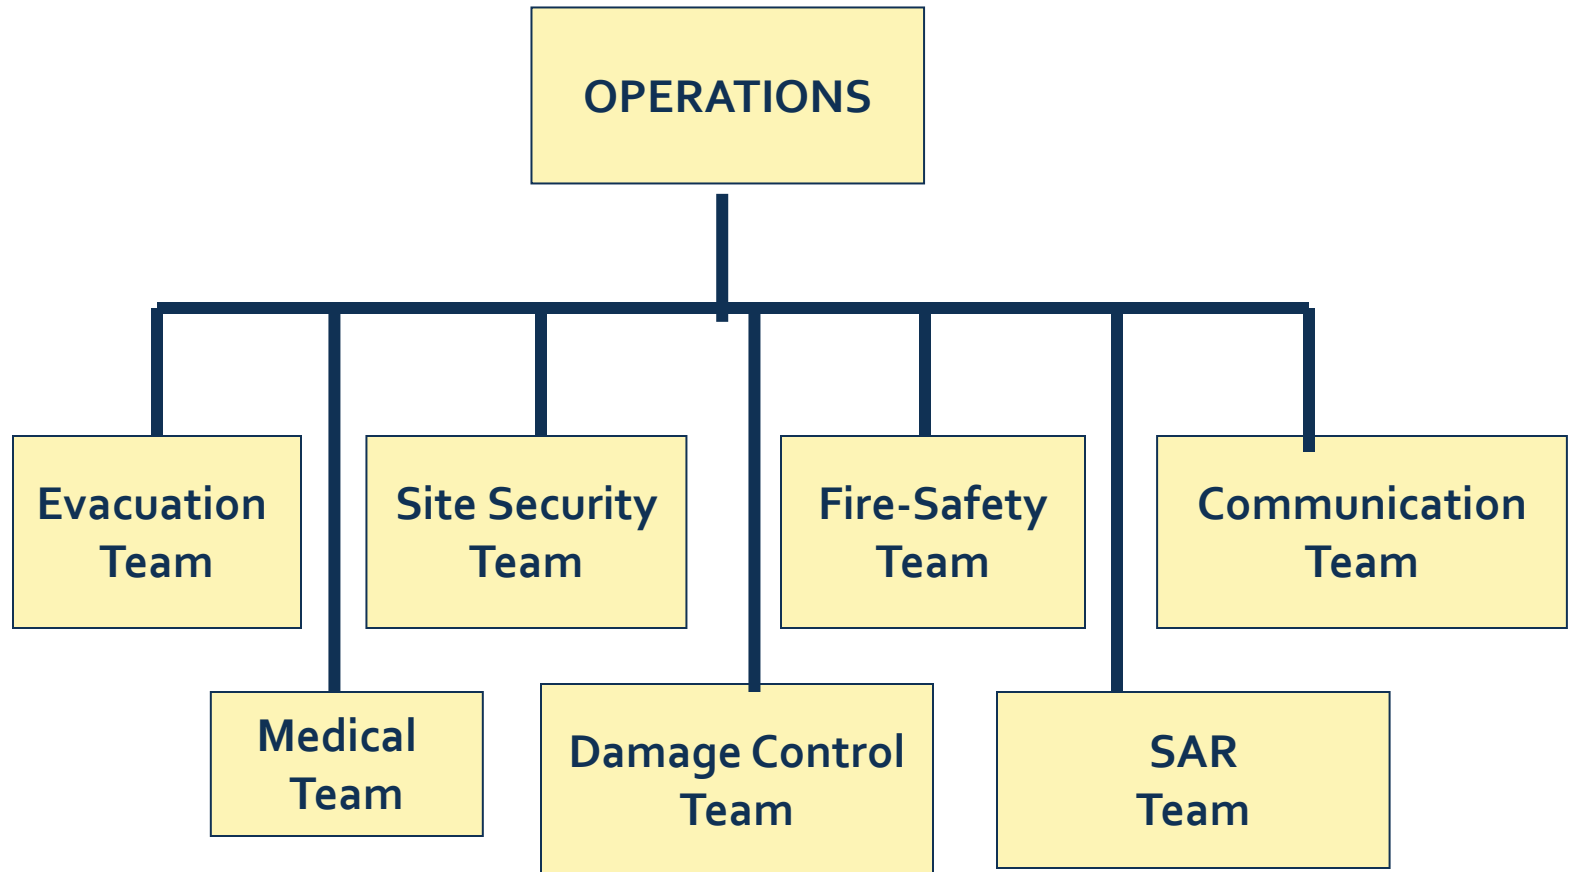 OPERATIONS
Evacuation
Team
Site Security
Team
Fire-Safety
Team
Communication
Team
Medical
Team
Damage Control
Team
SAR
Team